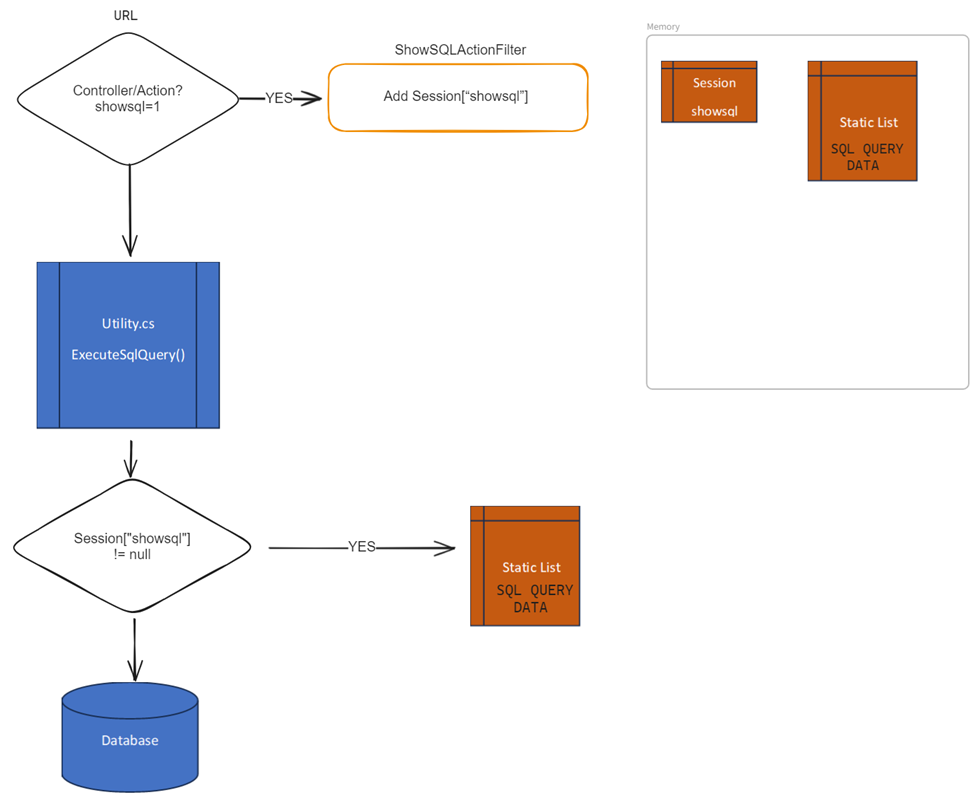 URL
Controller/Action?
showsql=1
YES
ShowSQLActionFilter
Add Session[“showsql”]
Memory
Session
showsql
Static List
SQL QUERY
DATA
Utility.cs
ExecuteSqlQuery()
Session["showsql"]
!= null
YES
Static List
SQL QUERY
DATA
Database